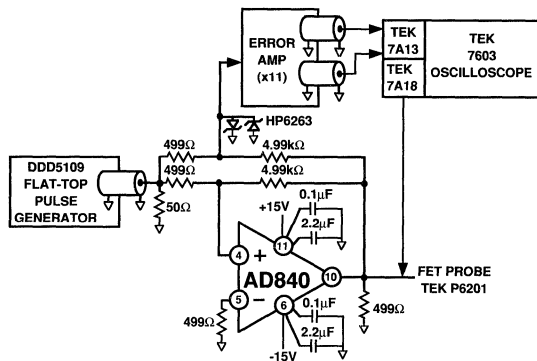 ERROR
AMP
(x11)
TEK
7A13
TEK
7A18
TEK
7603
OSCILLOSCOPE
HP6263
499Ω
4.99kΩ
DDD5109
FLAT-TOP
PULSE
GENERATOR
499Ω
4.99kΩ
50Ω
+15V
0.1μF
2.2μF
4
+
11
AD840
10
5
−
6
0.1μF
2.2μF
499Ω
-15V
499Ω
FET PROBE
TEK P6201